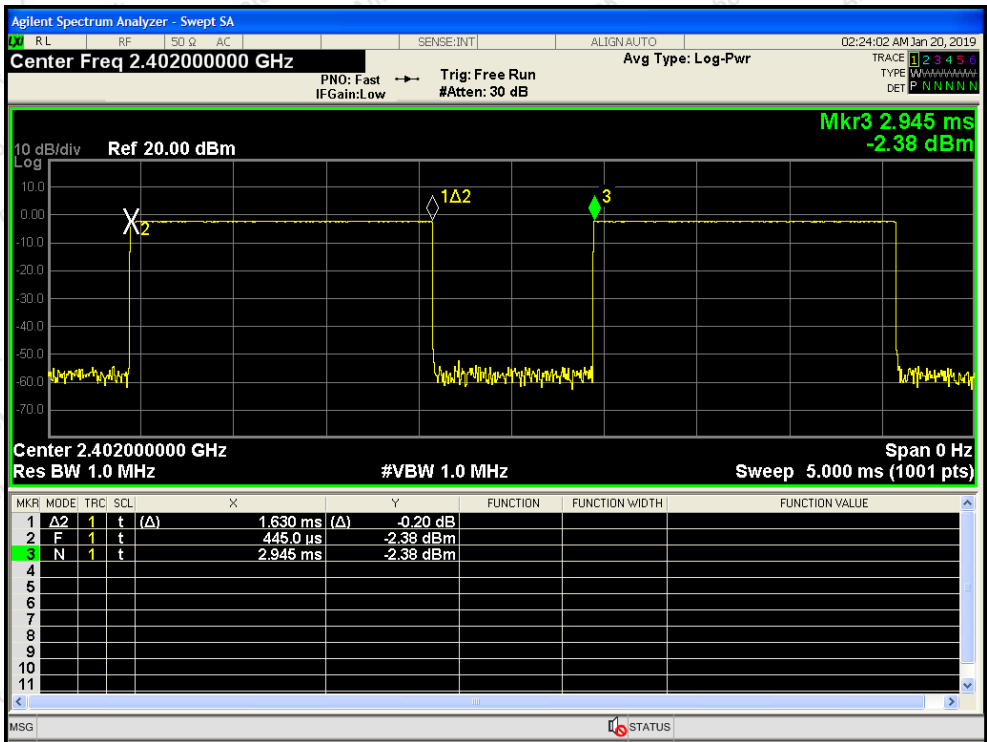 Agilent Spectrum Analyzer - Swept SA
LXI RL RF 50 Ω AC SENSE:INT ALIGN AUTO 02:24:02 AM Jan 20, 2019
Center Freq 2.402000000 GHz Avg Type: Log-Pwr TRACE 1 2 3 4 5 6
PNO: Fast Trig: Free Run TYPE W
IFGain:Low #Atten: 30 dB DET P N N N N N
Mkr3 2.945 ms
10 dB/div Ref 20.00 dBm -2.38 dBm
Log
10.0
0.00
-10.0
-20.0
-30.0
-40.0
-50.0
-60.0
-70.0
2 1Δ2 3
Center 2.402000000 GHz Span 0 Hz
Res BW 1.0 MHz #VBW 1.0 MHz Sweep 5.000 ms (1001 pts)
MKR MODE TRC SCL X Y FUNCTION FUNCTION WIDTH FUNCTION VALUE
1 Δ2 1 t (Δ) 1.630 ms (Δ) -0.20 dB
2 F 1 t 445.0 µs -2.38 dBm
3 N 1 t 2.945 ms -2.38 dBm
4
5
6
7
8
9
10
11
MSG STATUS